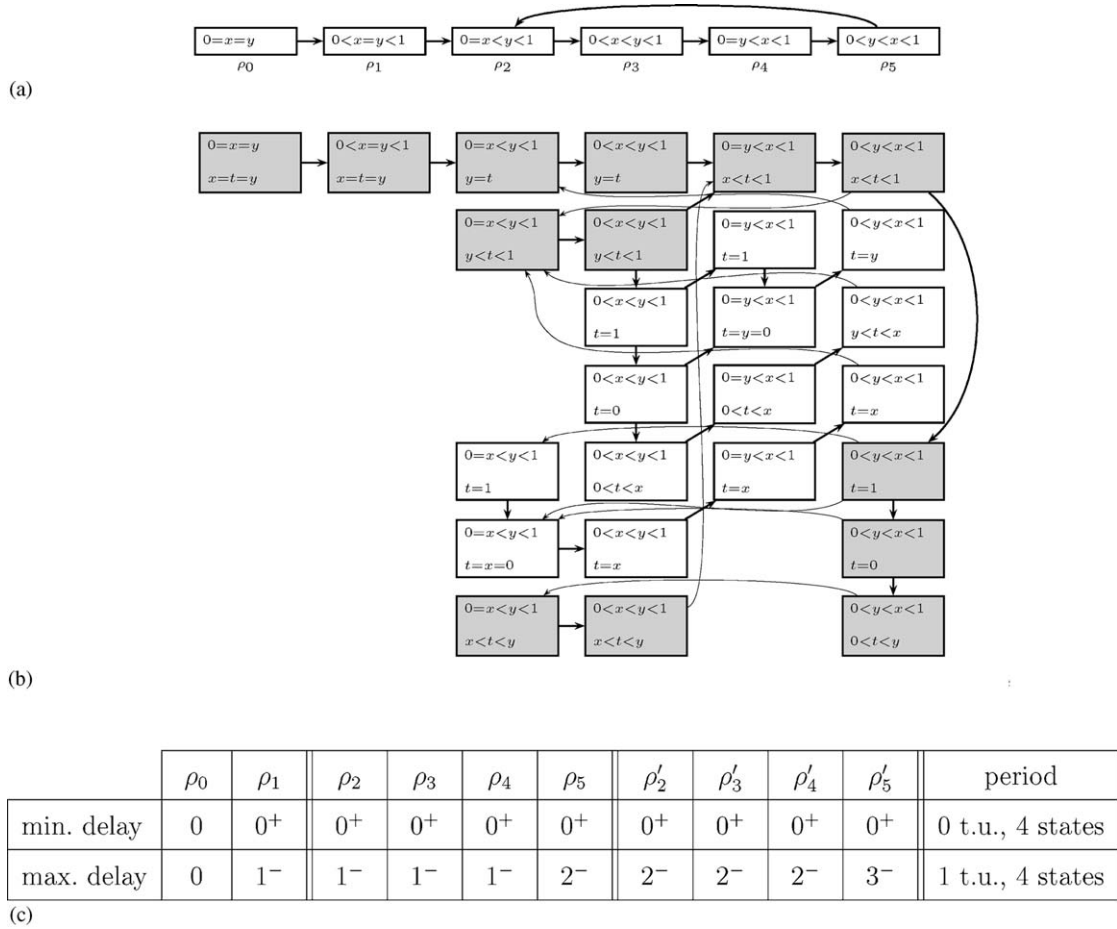 0=x=y 0<x=y<1 0=x<y<1 0<x<y<1 0=y<x<1 0<y<x<1
ρ0 ρ1 ρ2 ρ3 ρ4 ρ5
(a)
0=x=y 0<x=y<1 0=x<y<1 0<x<y<1 0=y<x<1 0<y<x<1
x=t=y x=t=y y=t y=t x<t<1 x<t<1
0=x<y<1 0<x<y<1 0=y<x<1 0<y<x<1
y<t<1 y<t<1 t=1 t=y
0<x<y<1 0=y<x<1 0<y<x<1
t=1 t=y=0 y<t<x
0<x<y<1 0=y<x<1 0<y<x<1
t=0 0<t<x t=x
0=x<y<1 0<x<y<1 0=y<x<1 0<y<x<1
t=1 0<t<x t=x t=1
0=x<y<1 0<x<y<1 0<y<x<1
t=x=0 t=x t=0
0=x<y<1 0<x<y<1 0<y<x<1
x<t<y x<t<y 0<t<y
(b)
ρ0 ρ1 ρ2 ρ3 ρ4 ρ5 ρ′2 ρ′3 ρ′4 ρ′5 period
min. delay 0 0⁺ 0⁺ 0⁺ 0⁺ 0⁺ 0⁺ 0⁺ 0⁺ 0⁺ 0 t.u., 4 states
max. delay 0 1⁻ 1⁻ 1⁻ 1⁻ 2⁻ 2⁻ 2⁻ 2⁻ 3⁻ 1 t.u., 4 states
(c)